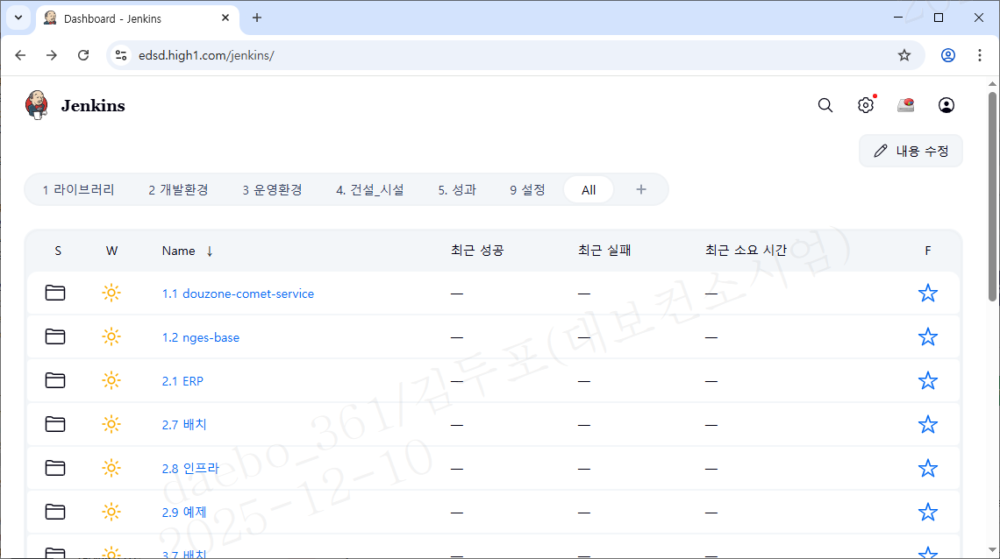 Dashboard - Jenkins
edsd.high1.com/jenkins/
Jenkins
내용 수정
1 라이브러리 2 개발환경 3 운영환경 4. 건설_시설 5. 성과 9 설정 All +
S W Name ↓ 최근 성공 최근 실패 최근 소요 시간 F
1.1 douzone-comet-service — — —
1.2 nges-base — — —
2.1 ERP — — —
2.7 배치 — — —
2.8 인프라 — — —
2.9 예제 — — —
3.7 배치 — — —
daebo_361/김두포(대보컨소시엄)
2025-12-10